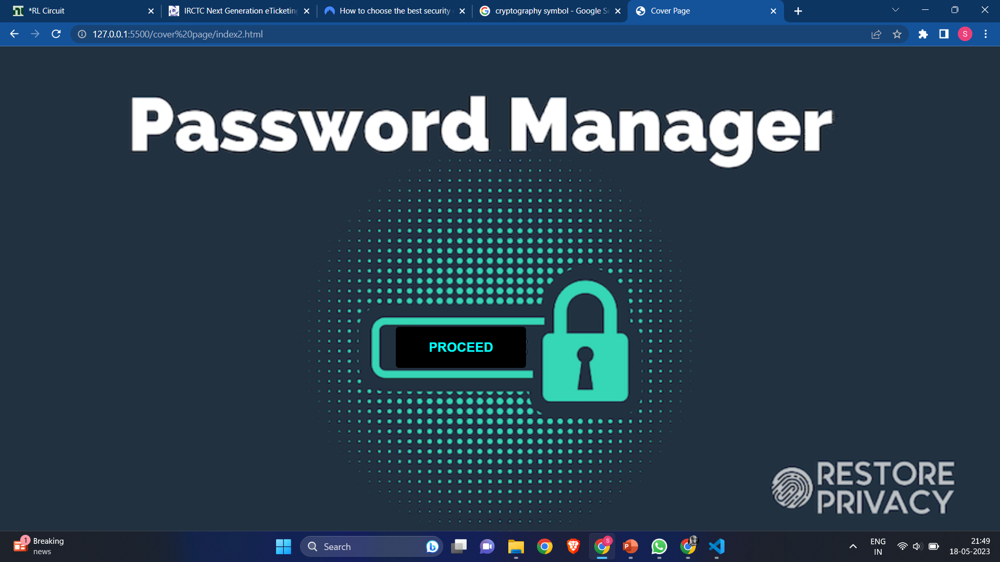 *RL Circuit
IRCTC Next Generation eTicketing
How to choose the best security
cryptography symbol - Google Se
Cover Page
127.0.0.1:5500/cover%20page/index2.html
S
Password Manager
PROCEED
RESTORE
PRIVACY
1
Breaking
news
Search
S
P
ENG
IN
21:49
18-05-2023